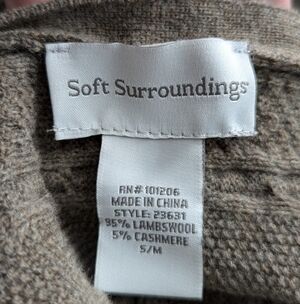 Soft Surroundings
RN# 101206
MADE IN CHINA
STYLE: 23631
95% LAMBSWOOL
5% CASHMERE
S/M